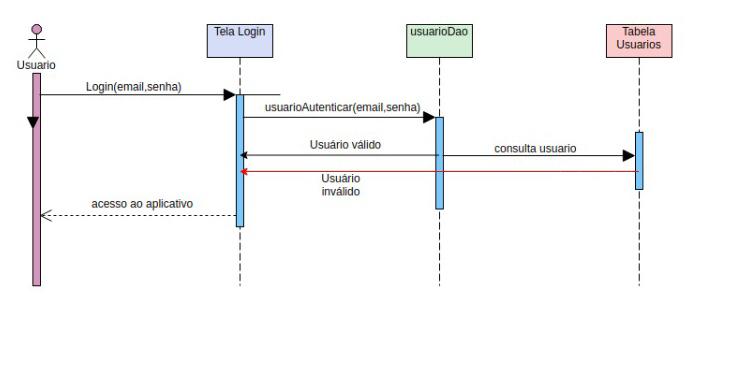 Usuario
Tela Login
usuarioDao
Tabela
Usuarios
Login(email,senha)
usuarioAutenticar(email,senha)
Usuário válido
consulta usuario
Usuário
inválido
acesso ao aplicativo